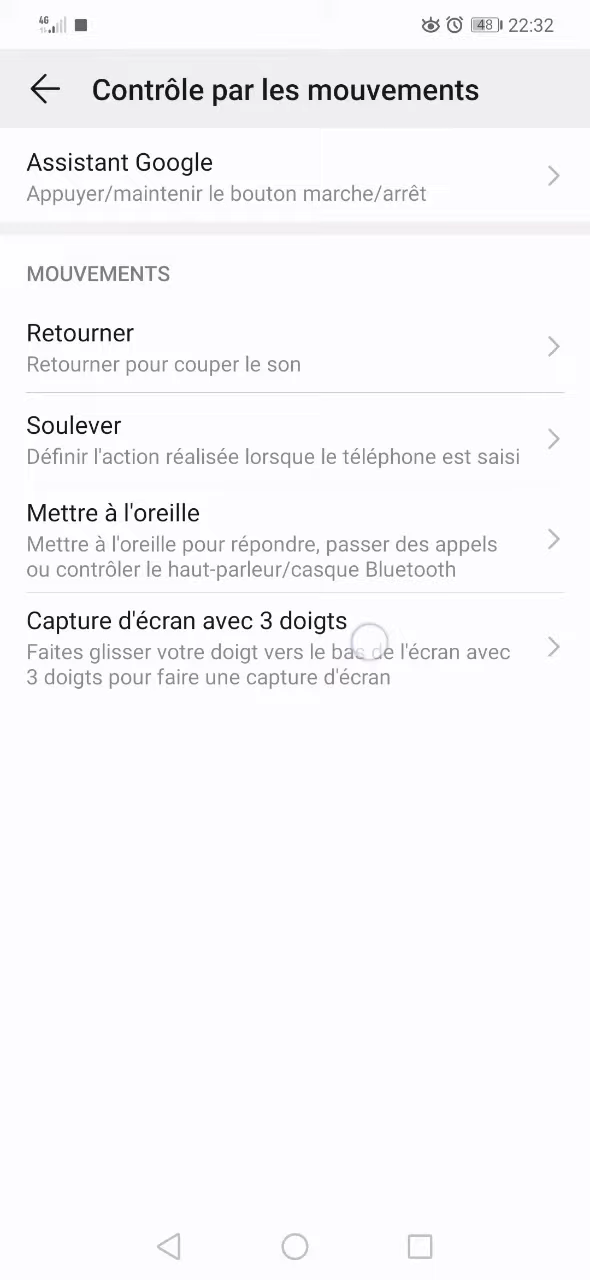 4G
48 22:32
Contrôle par les mouvements
Assistant Google
Appuyer/maintenir le bouton marche/arrêt
MOUVEMENTS
Retourner
Retourner pour couper le son
Soulever
Définir l'action réalisée lorsque le téléphone est saisi
Mettre à l'oreille
Mettre à l'oreille pour répondre, passer des appels
ou contrôler le haut-parleur/casque Bluetooth
Capture d'écran avec 3 doigts
Faites glisser votre doigt vers le bas de l'écran avec
3 doigts pour faire une capture d'écran